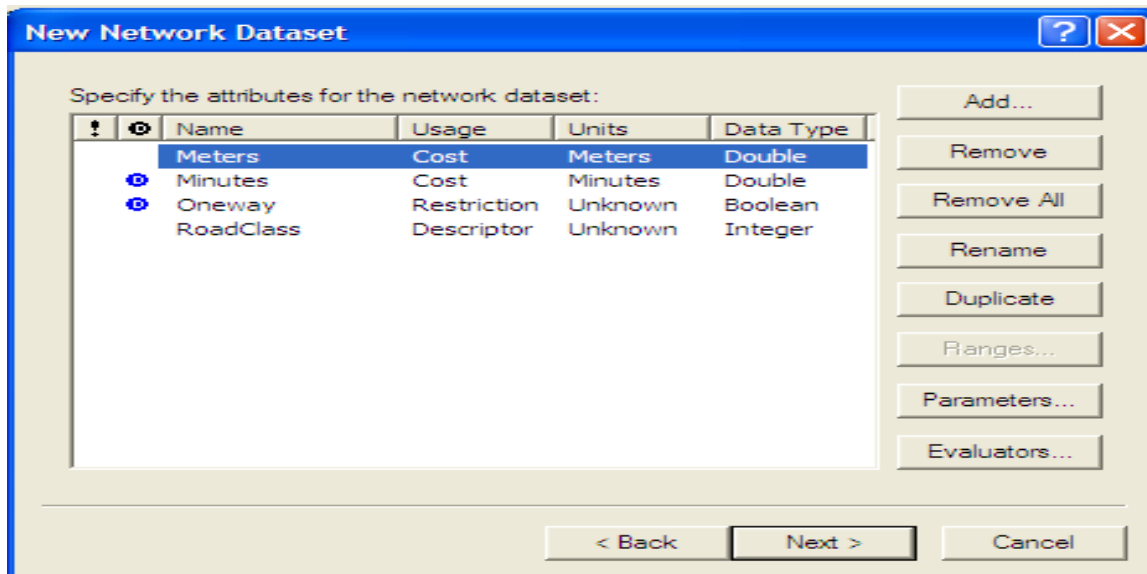 New Network Dataset
Specify the attributes for the network dataset:
! Name Usage Units Data Type
Meters Cost Meters Double
Minutes Cost Minutes Double
Oneway Restriction Unknown Boolean
RoadClass Descriptor Unknown Integer
Add...
Remove
Remove All
Rename
Duplicate
Ranges...
Parameters...
Evaluators...
< Back Next > Cancel